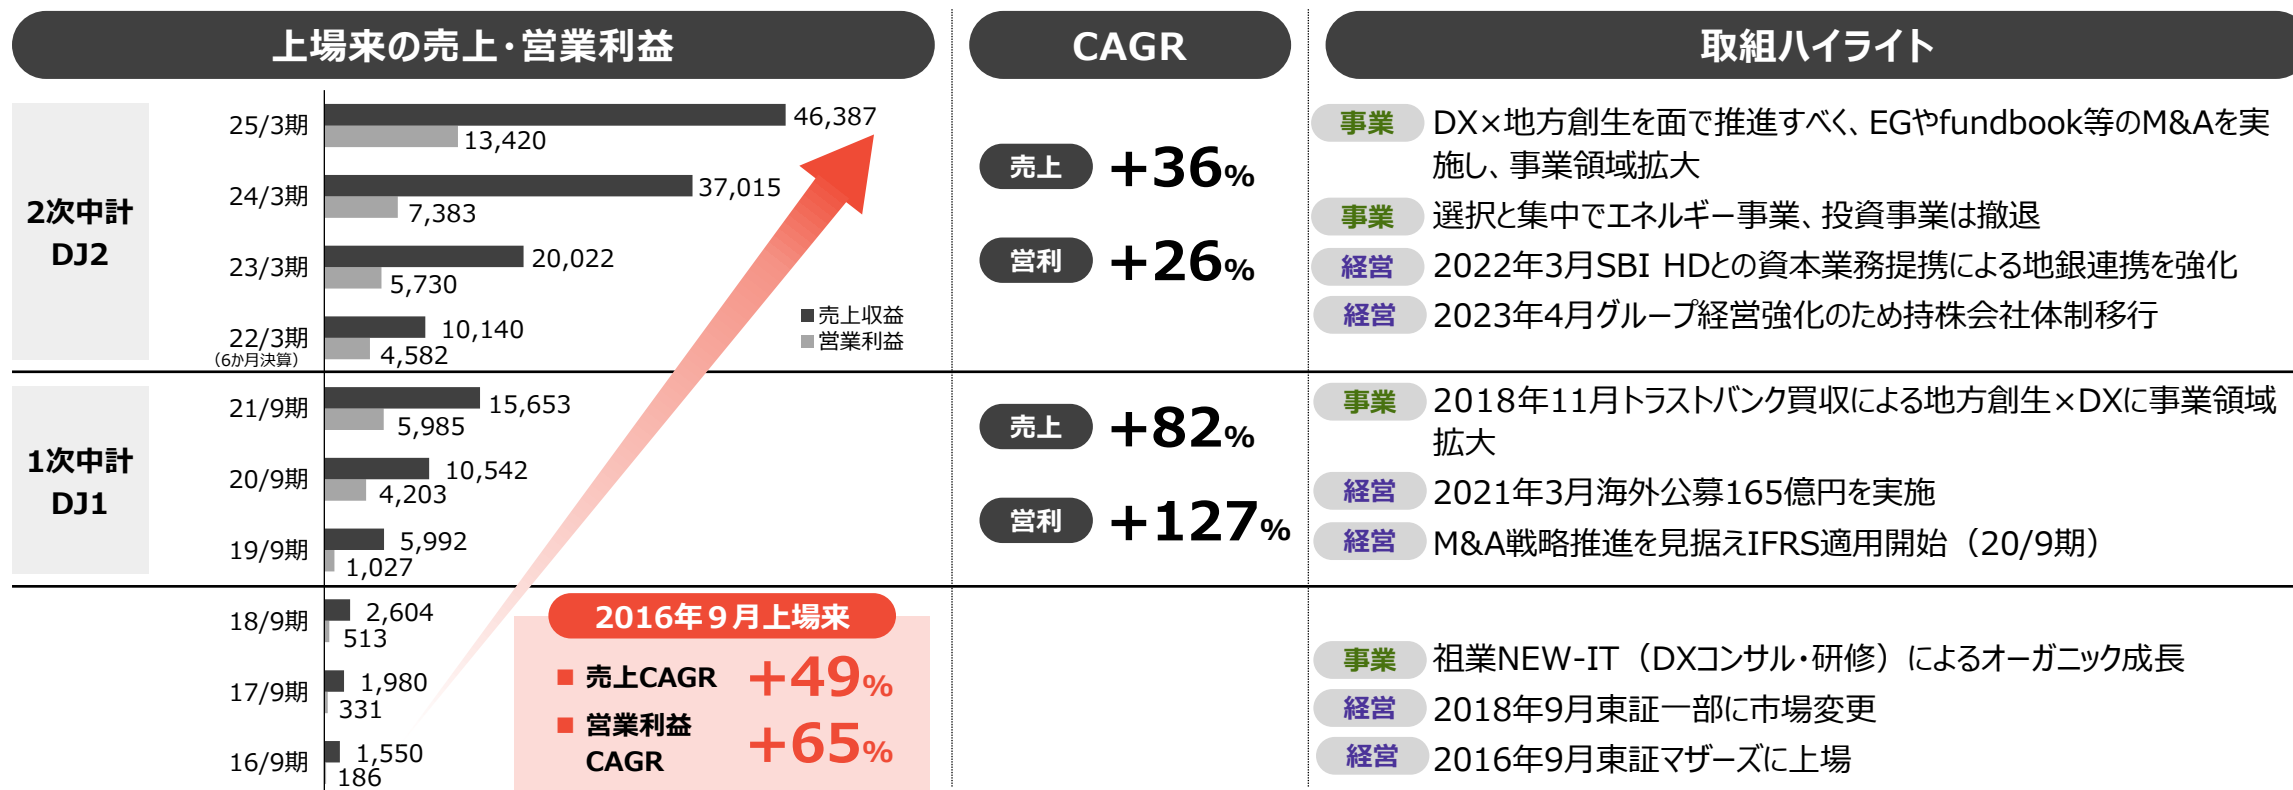 上場来の売上・営業利益
CAGR
取組ハイライト
2次中計
DJ2
25/3期
46,387
13,420
24/3期
37,015
7,383
23/3期
20,022
5,730
22/3期
(6か月決算)
10,140
4,582
■売上収益
■営業利益
売上 +36%
営利 +26%
事業 DX×地方創生を面で推進すべく、EGやfundbook等のM&Aを実
施し、事業領域拡大
事業 選択と集中でエネルギー事業、投資事業は撤退
経営 2022年3月SBI HDとの資本業務提携による地銀連携を強化
経営 2023年4月グループ経営強化のため持株会社体制移行
1次中計
DJ1
21/9期
15,653
5,985
20/9期
10,542
4,203
19/9期
5,992
1,027
売上 +82%
営利 +127%
事業 2018年11月トラストバンク買収による地方創生×DXに事業領域
拡大
経営 2021年3月海外公募165億円を実施
経営 M&A戦略推進を見据えIFRS適用開始（20/9期）
18/9期
2,604
513
17/9期
1,980
331
16/9期
1,550
186
2016年９月上場来
■ 売上CAGR +49%
■ 営業利益
CAGR +65%
事業 祖業NEW-IT（DXコンサル・研修）によるオーガニック成長
経営 2018年9月東証一部に市場変更
経営 2016年9月東証マザーズに上場